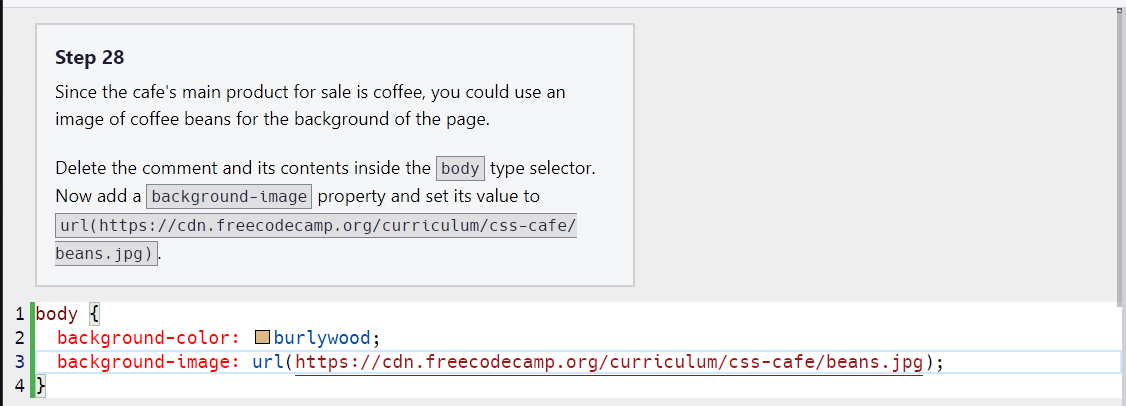 Step 28
Since the cafe's main product for sale is coffee, you could use an
image of coffee beans for the background of the page.
Delete the comment and its contents inside the body type selector.
Now add a background-image property and set its value to
url(https://cdn.freecodecamp.org/curriculum/css-cafe/
beans.jpg).
1 body {
2 background-color: burlywood;
3 background-image: url(https://cdn.freecodecamp.org/curriculum/css-cafe/beans.jpg);
4 }